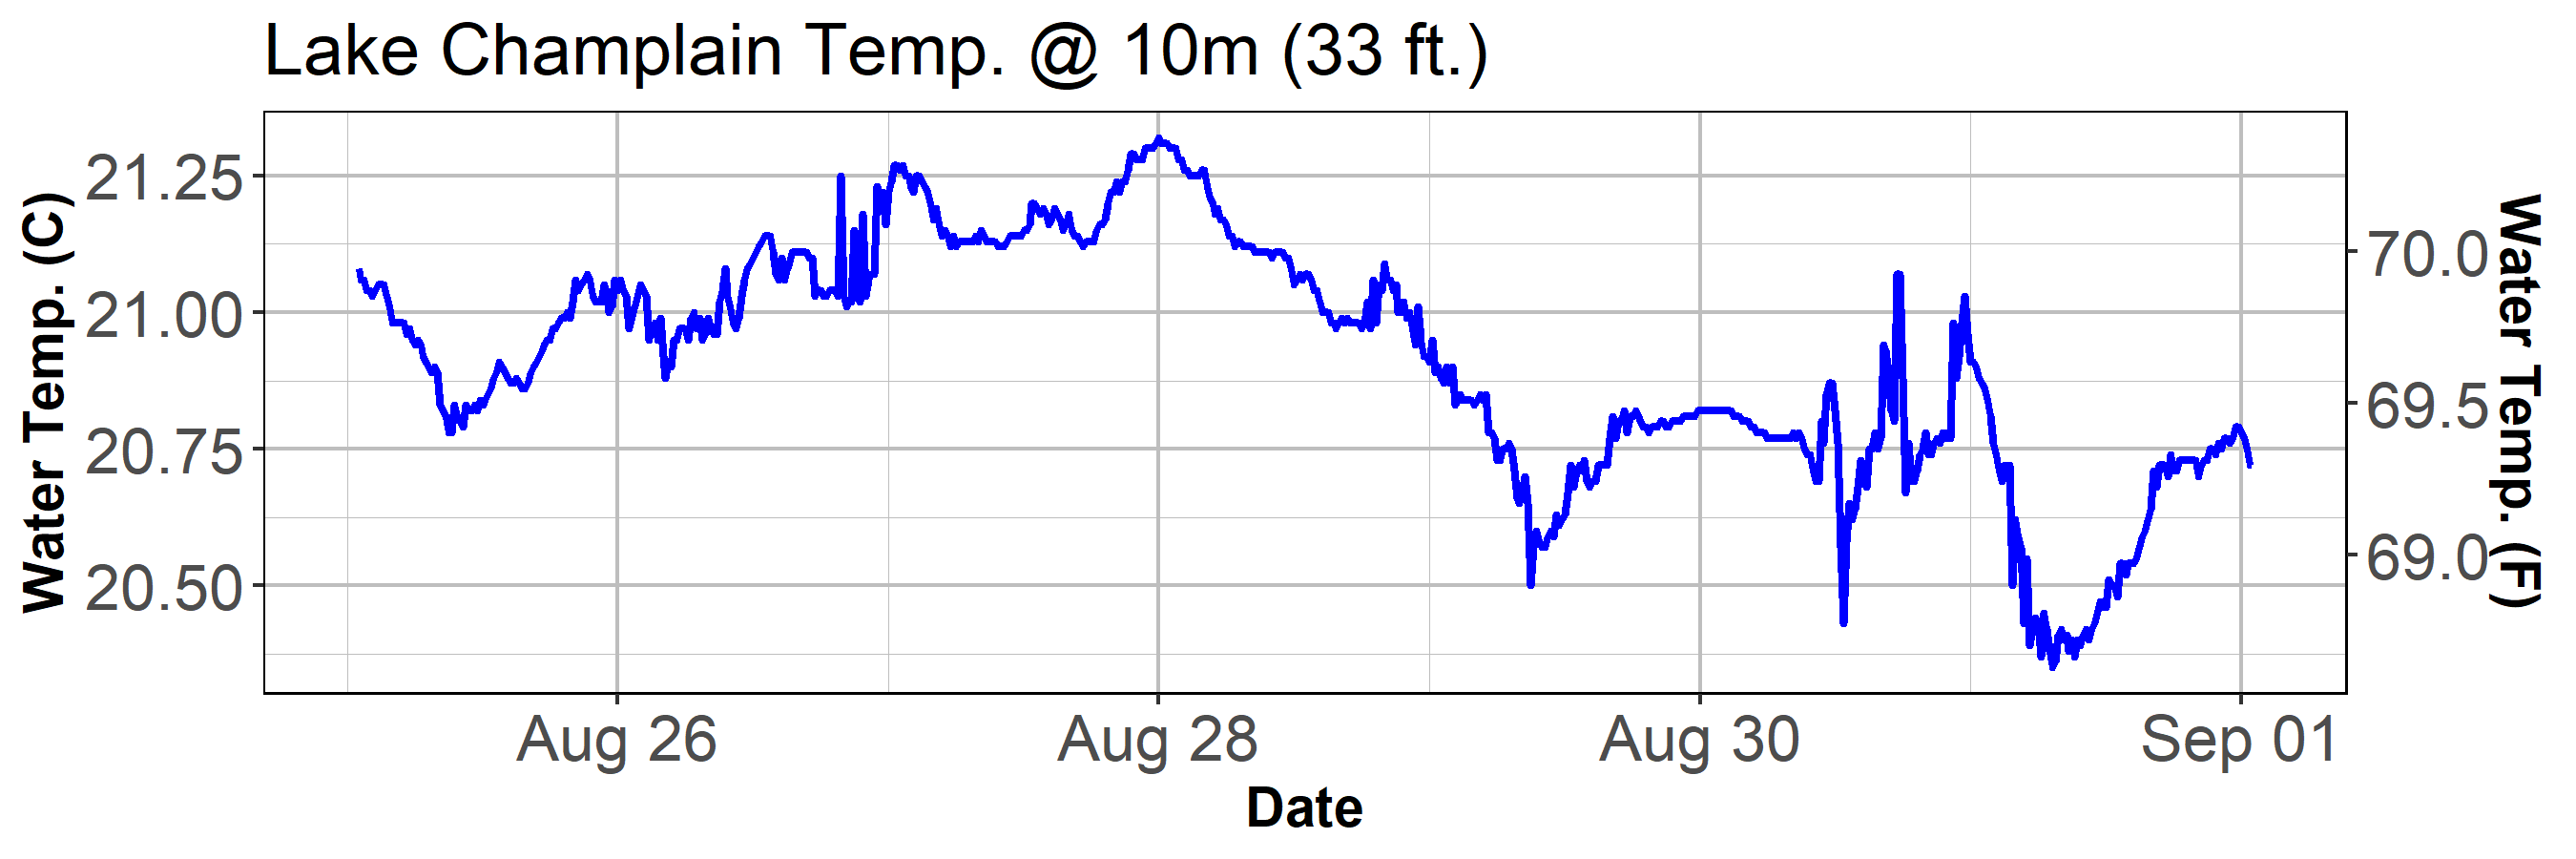 Lake Champlain Temp. @ 10m (33 ft.)
Water Temp. (C)
21.25
21.00
20.75
20.50
70.0
69.5
69.0
Water Temp. (F)
Aug 26
Aug 28
Aug 30
Sep 01
Date